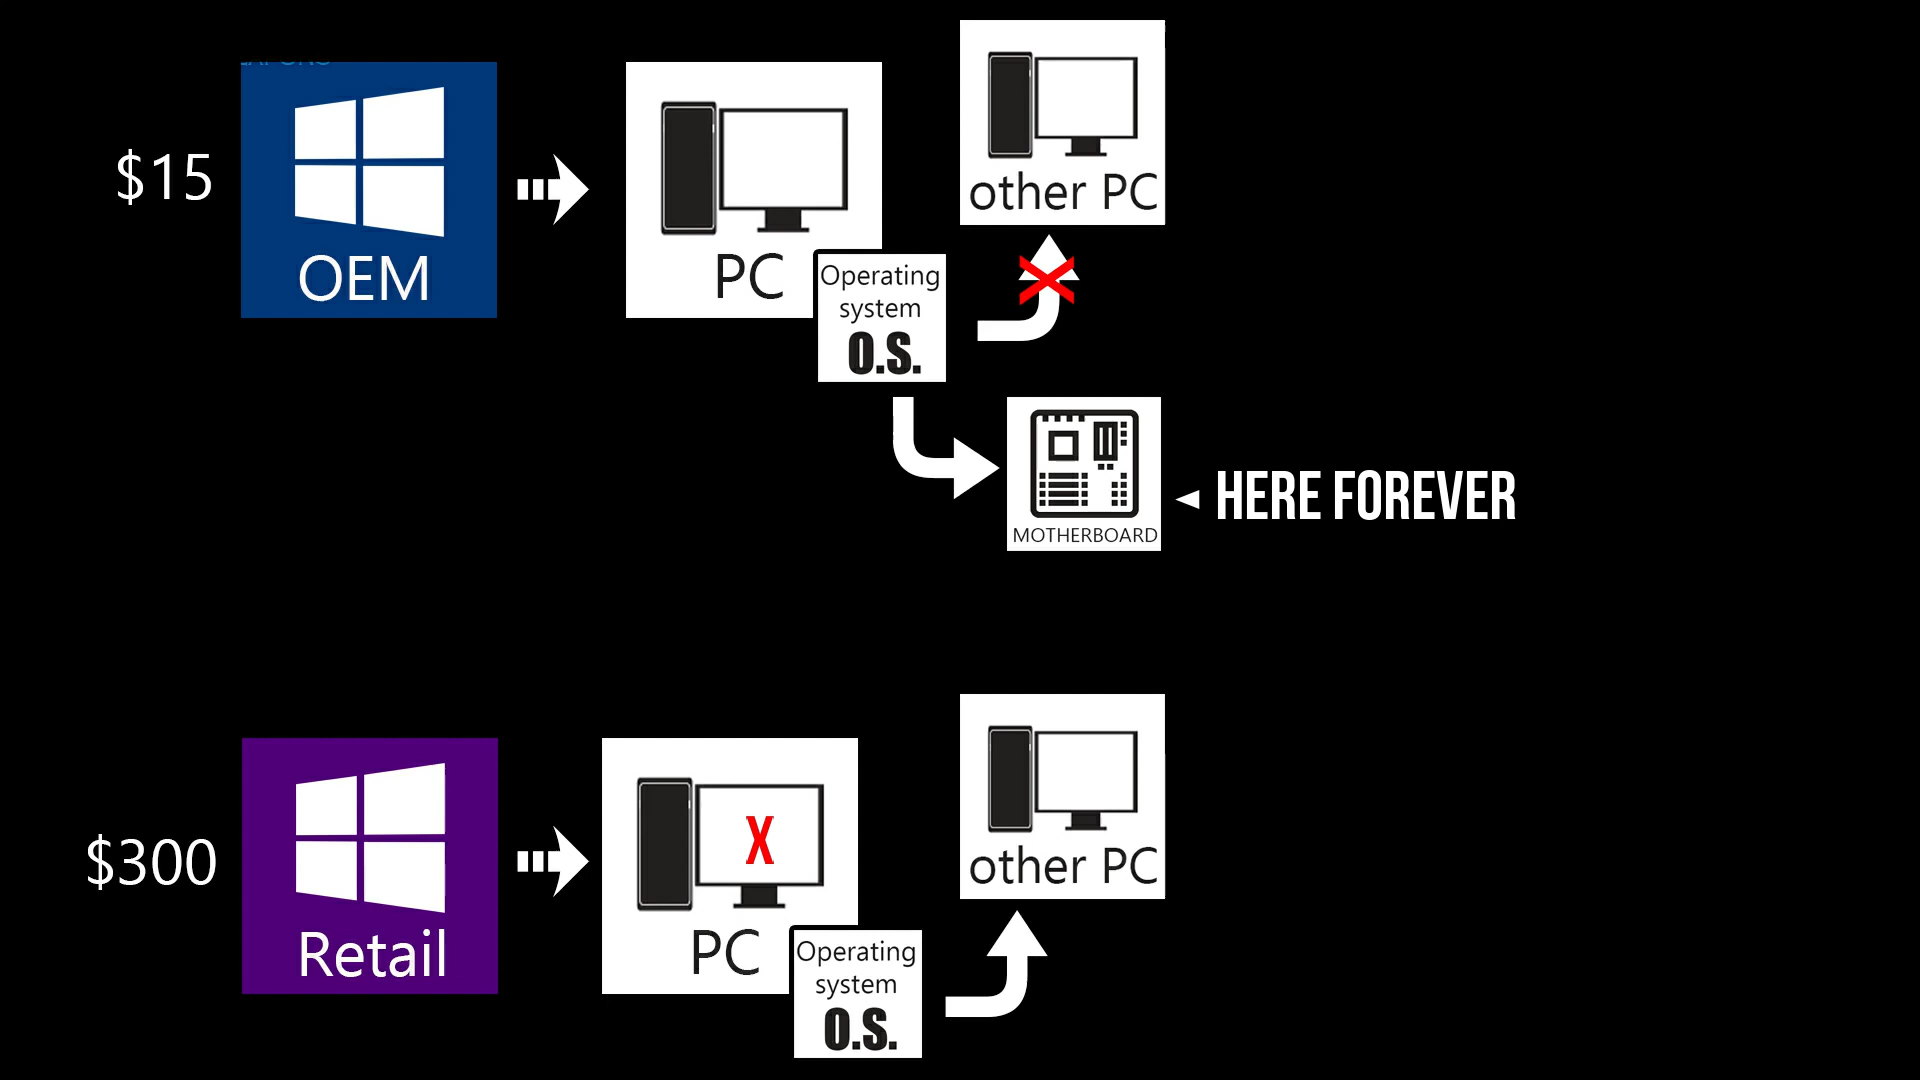 $15
OEM
PC
Operating
system
O.S.
other PC
MOTHERBOARD
HERE FOREVER
$300
Retail
X
PC
Operating
system
O.S.
other PC